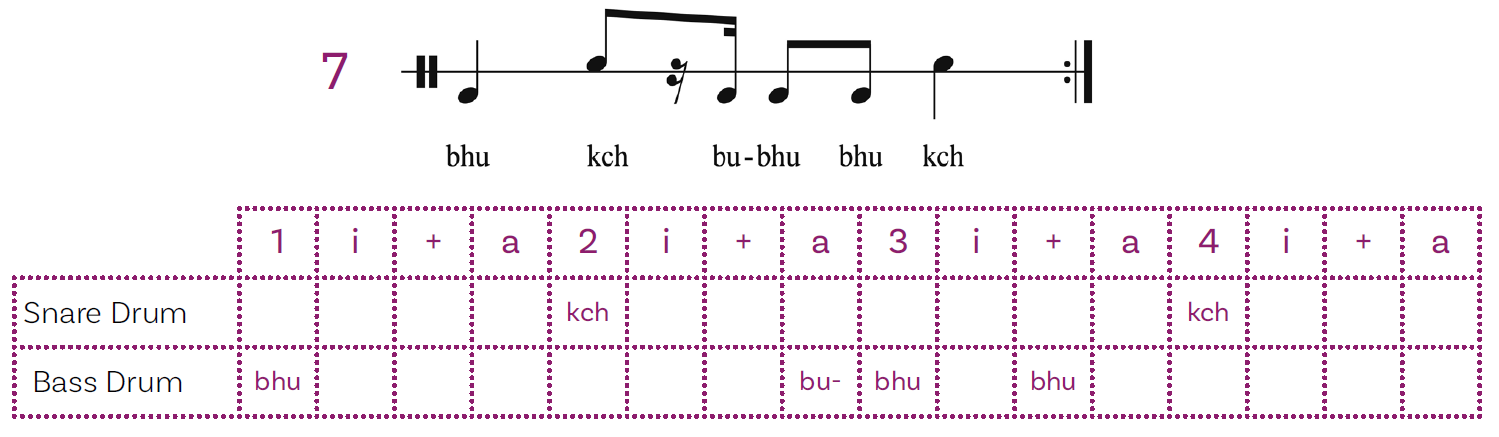 7
bhu kch bu-bhu bhu kch
1 i + a 2 i + a 3 i + a 4 i + a
Snare Drum kch kch
Bass Drum bhu bu- bhu bhu